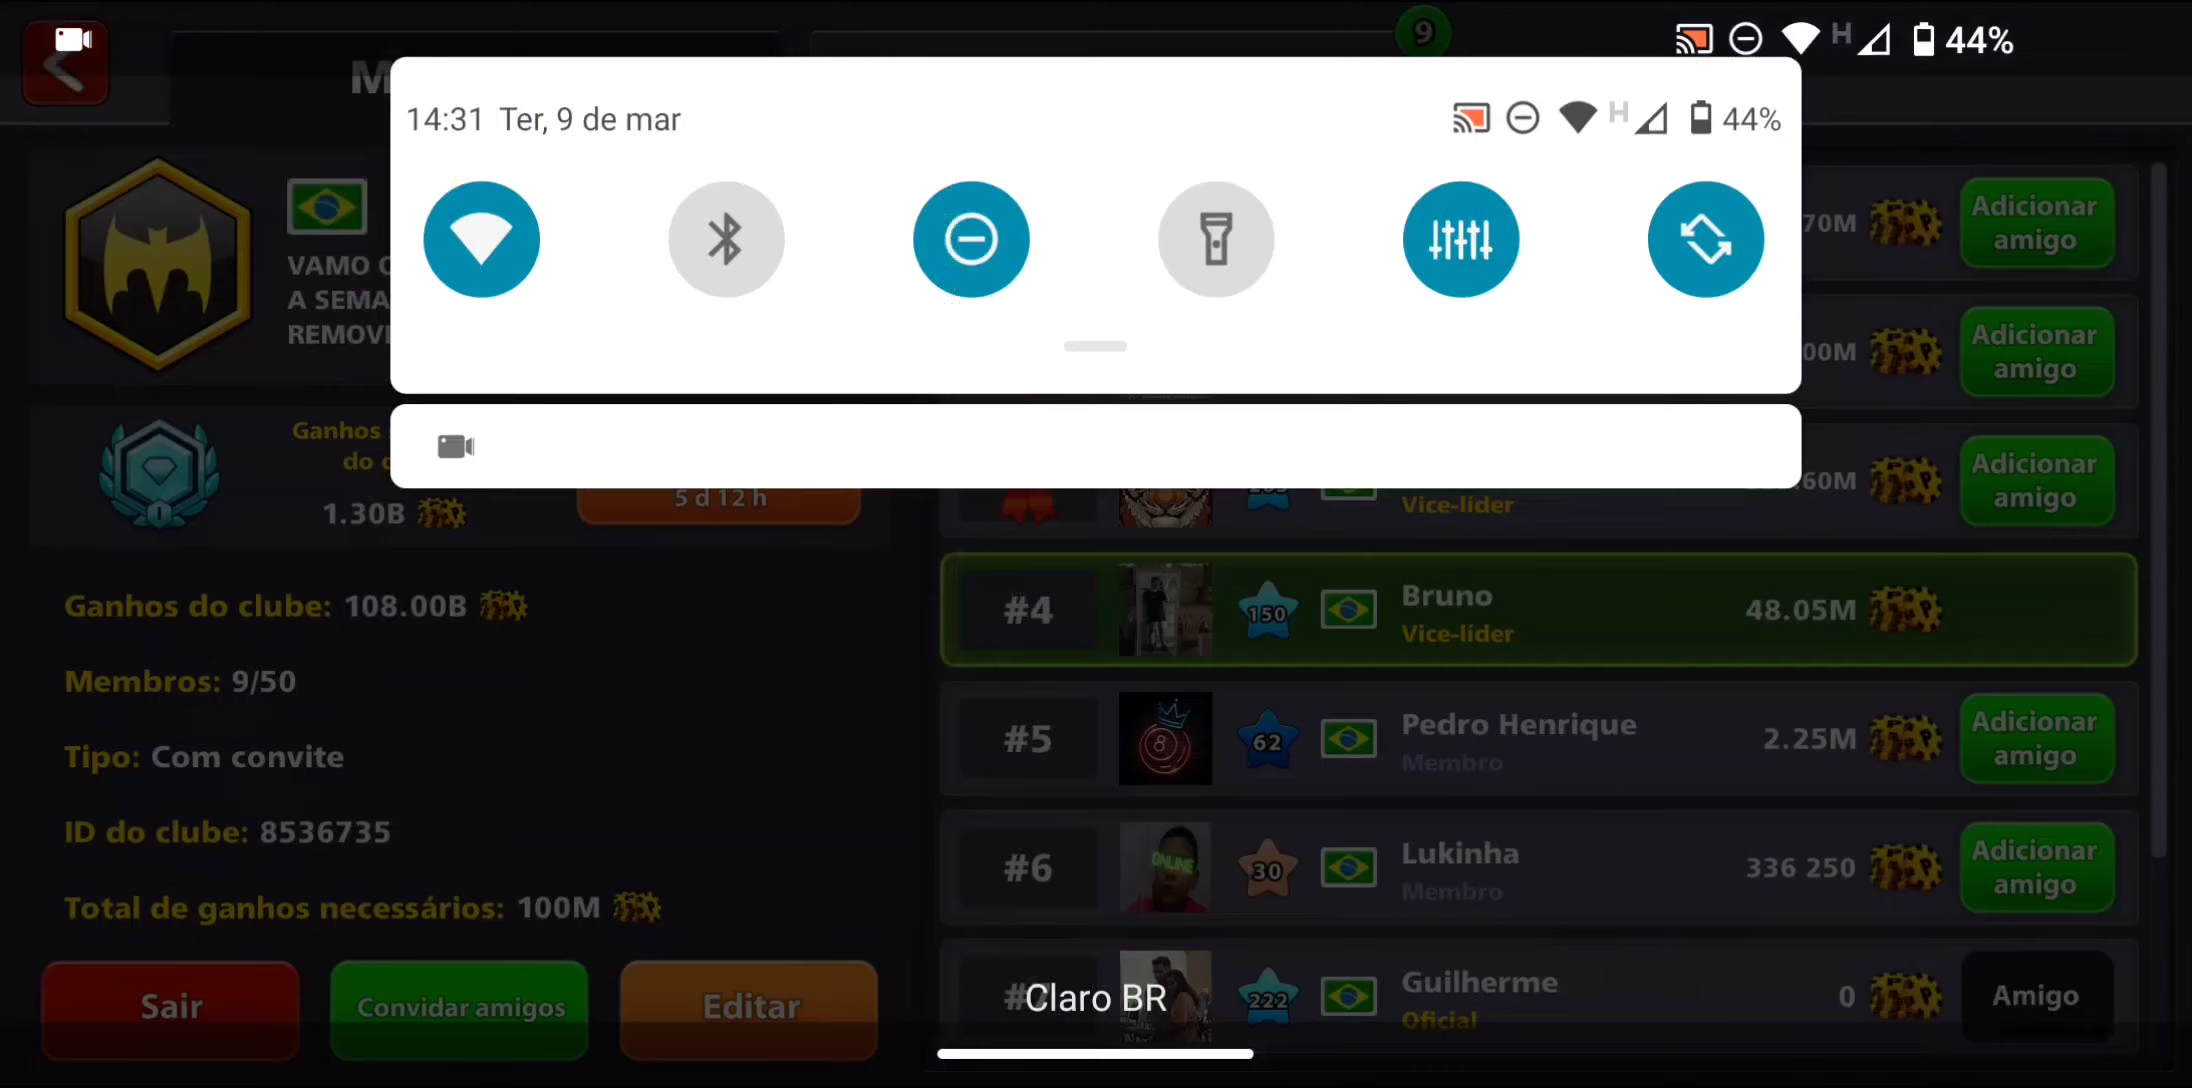 9
44%
M
14:31 Ter, 9 de mar
H
44%
VAMO
A SEMA
REMOVI
70M
Adicionar
amigo
00M
Adicionar
amigo
Ganhos
do
1.30B
5 d 12 h
Vice-líder
.60M
Adicionar
amigo
Ganhos do clube: 108.00B
Membros: 9/50
Tipo: Com convite
ID do clube: 8536735
Total de ganhos necessários: 100M
Sair
Convidar amigos
Editar
#4
150
Bruno
Vice-líder
48.05M
#5
8
62
Pedro Henrique
Membro
2.25M
Adicionar
amigo
#6
ONLINE
30
Lukinha
Membro
336 250
Adicionar
amigo
Claro BR
222
Guilherme
Oficial
0
Amigo